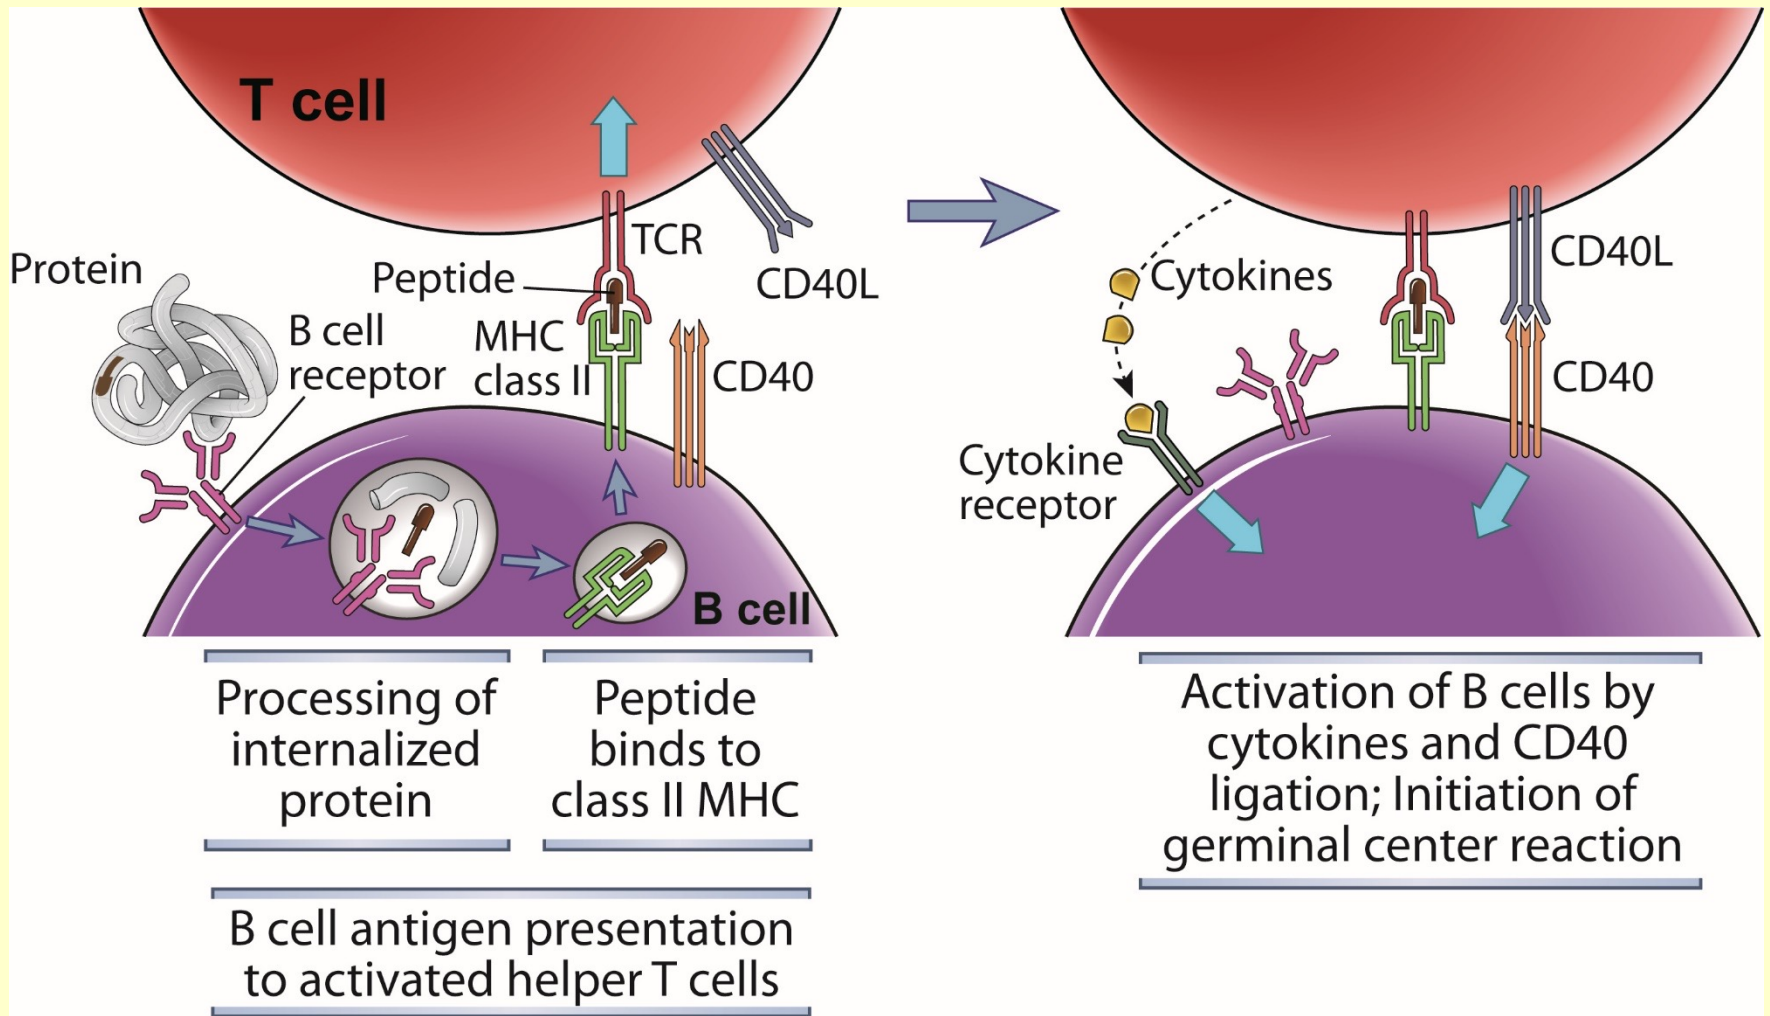 T cell
TCR
Protein
Peptide
CD40L
B cell
receptor
MHC
class II
CD40
B cell
Processing of
internalized
protein
Peptide
binds to
class II MHC
B cell antigen presentation
to activated helper T cells
CD40L
Cytokines
CD40
Cytokine
receptor
Activation of B cells by
cytokines and CD40
ligation; Initiation of
germinal center reaction